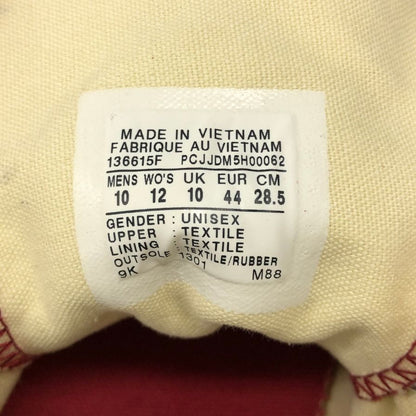 MADE IN VIETNAM
FABRIQUE AU VIETNAM
136615F PCJJDM5H00062
MENS WO'S UK EUR CM
10 12 10 44 28.5
GENDER : UNISEX
UPPER : TEXTILE
LINING : TEXTILE
OUTSOLE : TEXTILE/RUBBER
9K 1301 M88